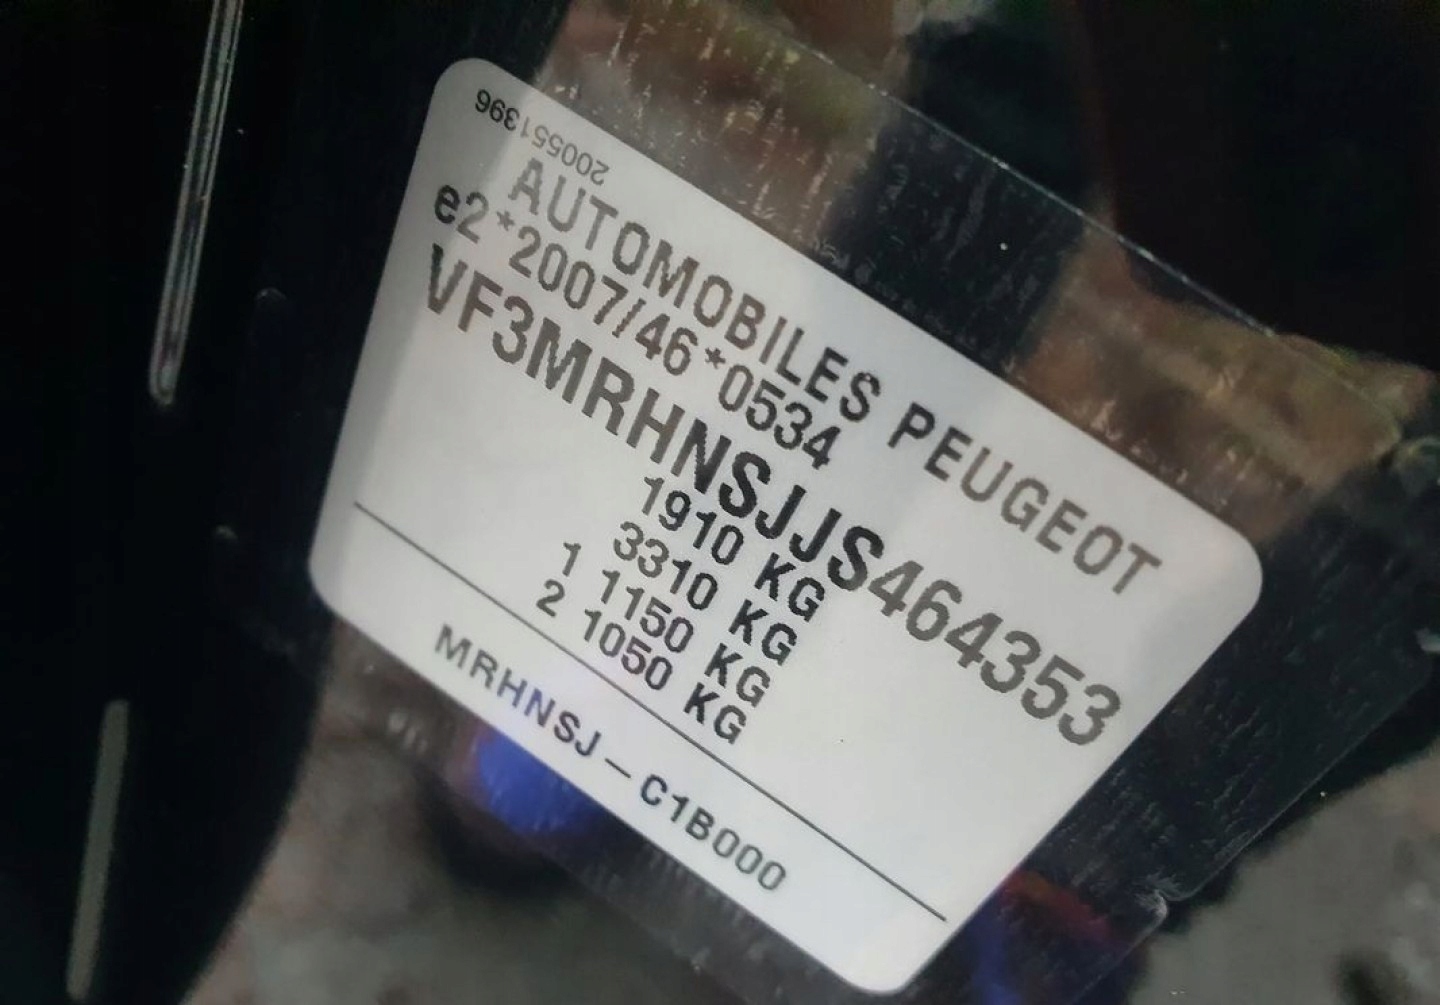 200551396
AUTOMOBILES PEUGEOT
e2*2007/46*0534
VF3MRHNSJJS464353
1910 KG
3310 KG
1 1150 KG
2 1050 KG
MRHNSJ – C1B000